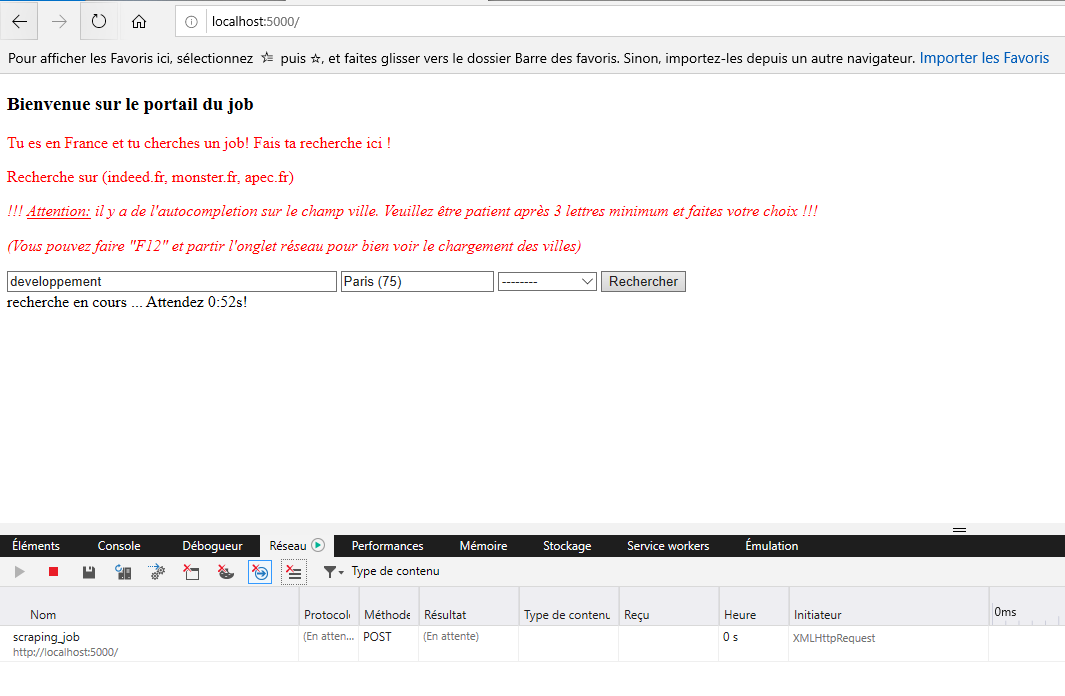 localhost:5000/
Pour afficher les Favoris ici, sélectionnez puis ☆, et faites glisser vers le dossier Barre des favoris. Sinon, importez-les depuis un autre navigateur. Importer les Favoris
Bienvenue sur le portail du job
Tu es en France et tu cherches un job! Fais ta recherche ici !
Recherche sur (indeed.fr, monster.fr, apec.fr)
!!! Attention: il y a de l'autocompletion sur le champ ville. Veuillez être patient après 3 lettres minimum et faites votre choix !!!
(Vous pouvez faire "F12" et partir l'onglet réseau pour bien voir le chargement des villes)
developpement Paris (75) -------- Rechercher
recherche en cours ... Attendez 0:52s!
Éléments Console Débogueur Réseau Performances Mémoire Stockage Service workers Émulation
Type de contenu
Nom Protocol Méthode Résultat Type de contenu Reçu Heure Initiateur 0ms
scraping_job (En atten... POST (En attente) 0 s XMLHttpRequest
http://localhost:5000/